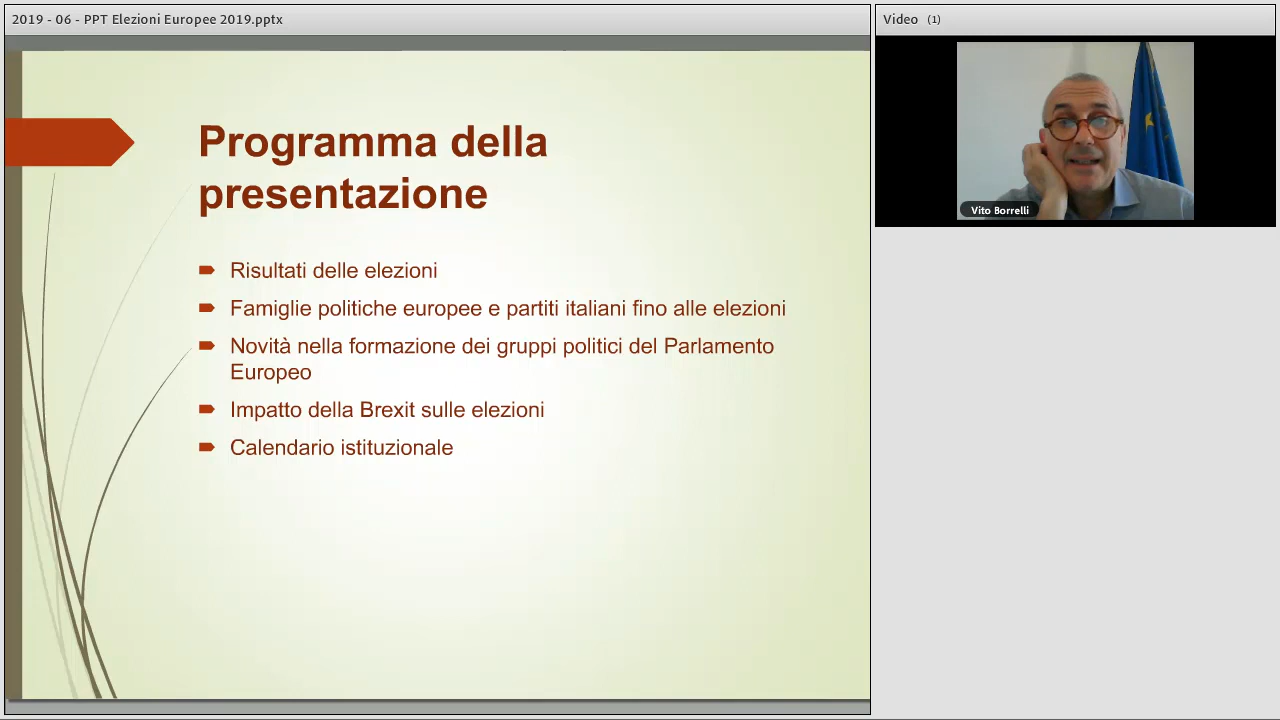 2019 - 06 - PPT Elezioni Europee 2019.pptx
Video (1)
Vito Borrelli
Programma della
presentazione
Risultati delle elezioni
Famiglie politiche europee e partiti italiani fino alle elezioni
Novità nella formazione dei gruppi politici del Parlamento
Europeo
Impatto della Brexit sulle elezioni
Calendario istituzionale